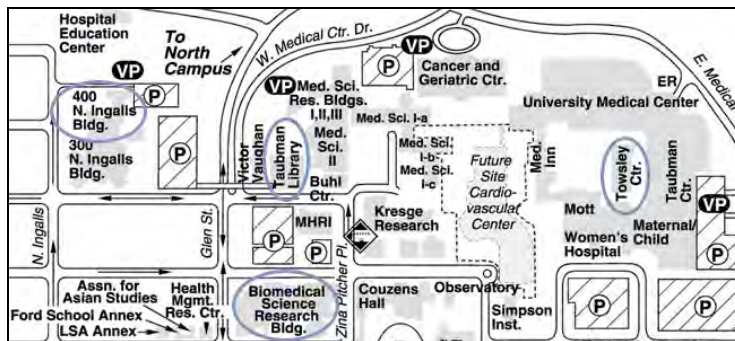 Hospital
Education
Center
To
North
Campus
W. Medical Ctr. Dr.
VP
Cancer and
Geriatric Ctr.
E. Medical
VP
400
N. Ingalls
Bldg.
P
VP
Med. Sci.
Res. Bldgs.
I,II,III
P
ER
University Medical Center
300
N. Ingalls
Bldg.
P
Victor
Vaughan
Taubman
Library
Med.
Sci.
II
Med. Sci. I-a
Med. Sci.
I-b
Med. Sci.
I-c
Future
Site
Cardio-
vascular
Center
Med.
Inn
Towsley
Ctr.
Taubman
Ctr.
VP
P
Buhl
Ctr.
N. Ingalls
Glen St.
MHRI
P
P
Zina Pitcher Pl.
Kresge
Research
Mott
Women's
Hospital
Maternal/
Child
Assn. for
Asian Studies
Ford School Annex
LSA Annex
Health
Mgmt.
Res. Ctr.
Biomedical
Science
Research
Bldg.
Couzens
Hall
Observatory
Simpson
Inst.
P
P